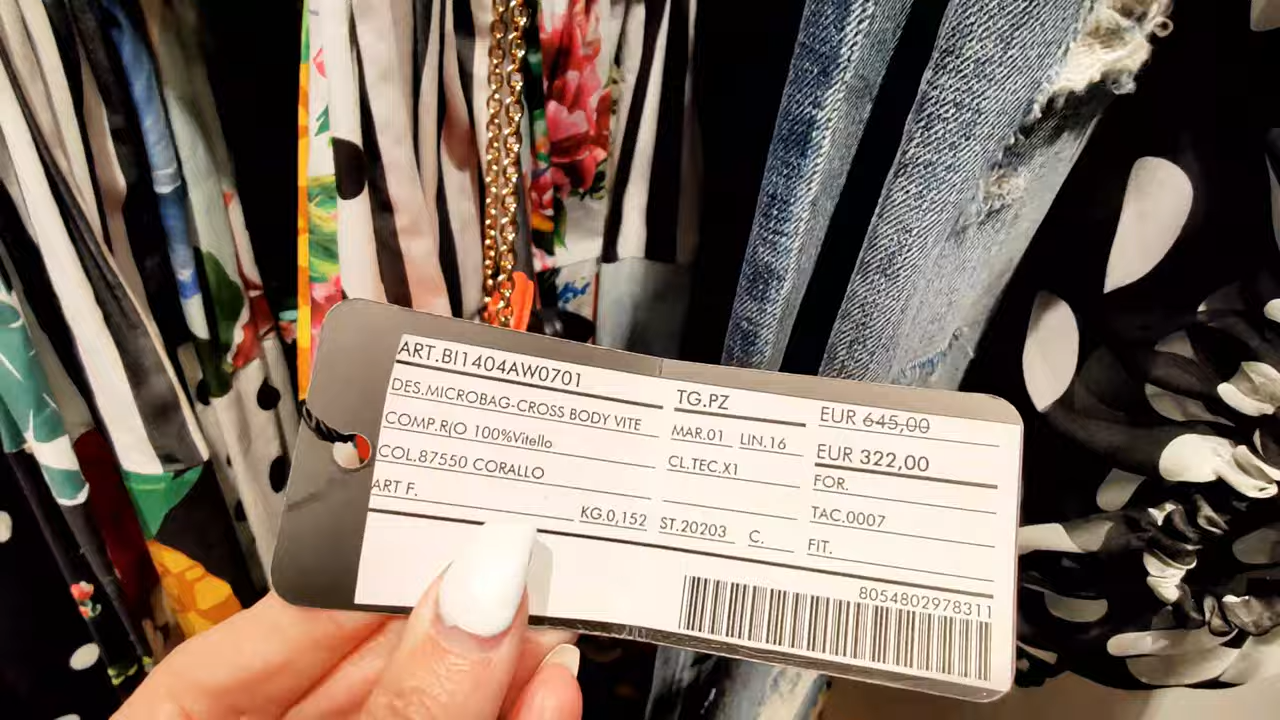 ART.BI1404AW0701
DES.MICROBAG-CROSS BODY VITE
COMP.R(O 100%Vitello
COL.87550 CORALLO
ART F.
KG.0,152 ST.20203 C.
TG.PZ
MAR.01 LIN.16
CL.TEC.X1
EUR 645,00
EUR 322,00
FOR.
TAC.0007
FIT.
8054802978311